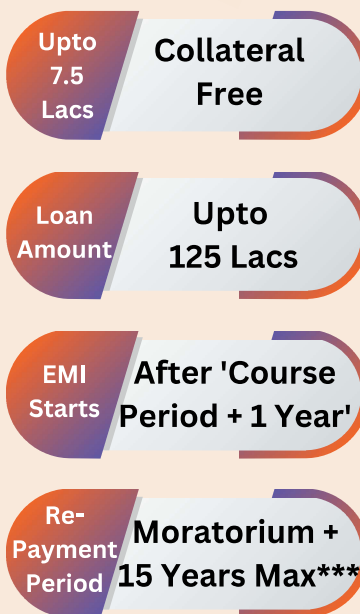 Upto
7.5
Lacs
Collateral
Free
Loan
Amount
Upto
125 Lacs
EMI
Starts
After 'Course
Period + 1 Year'
Re-
Payment
Period
Moratorium +
15 Years Max***